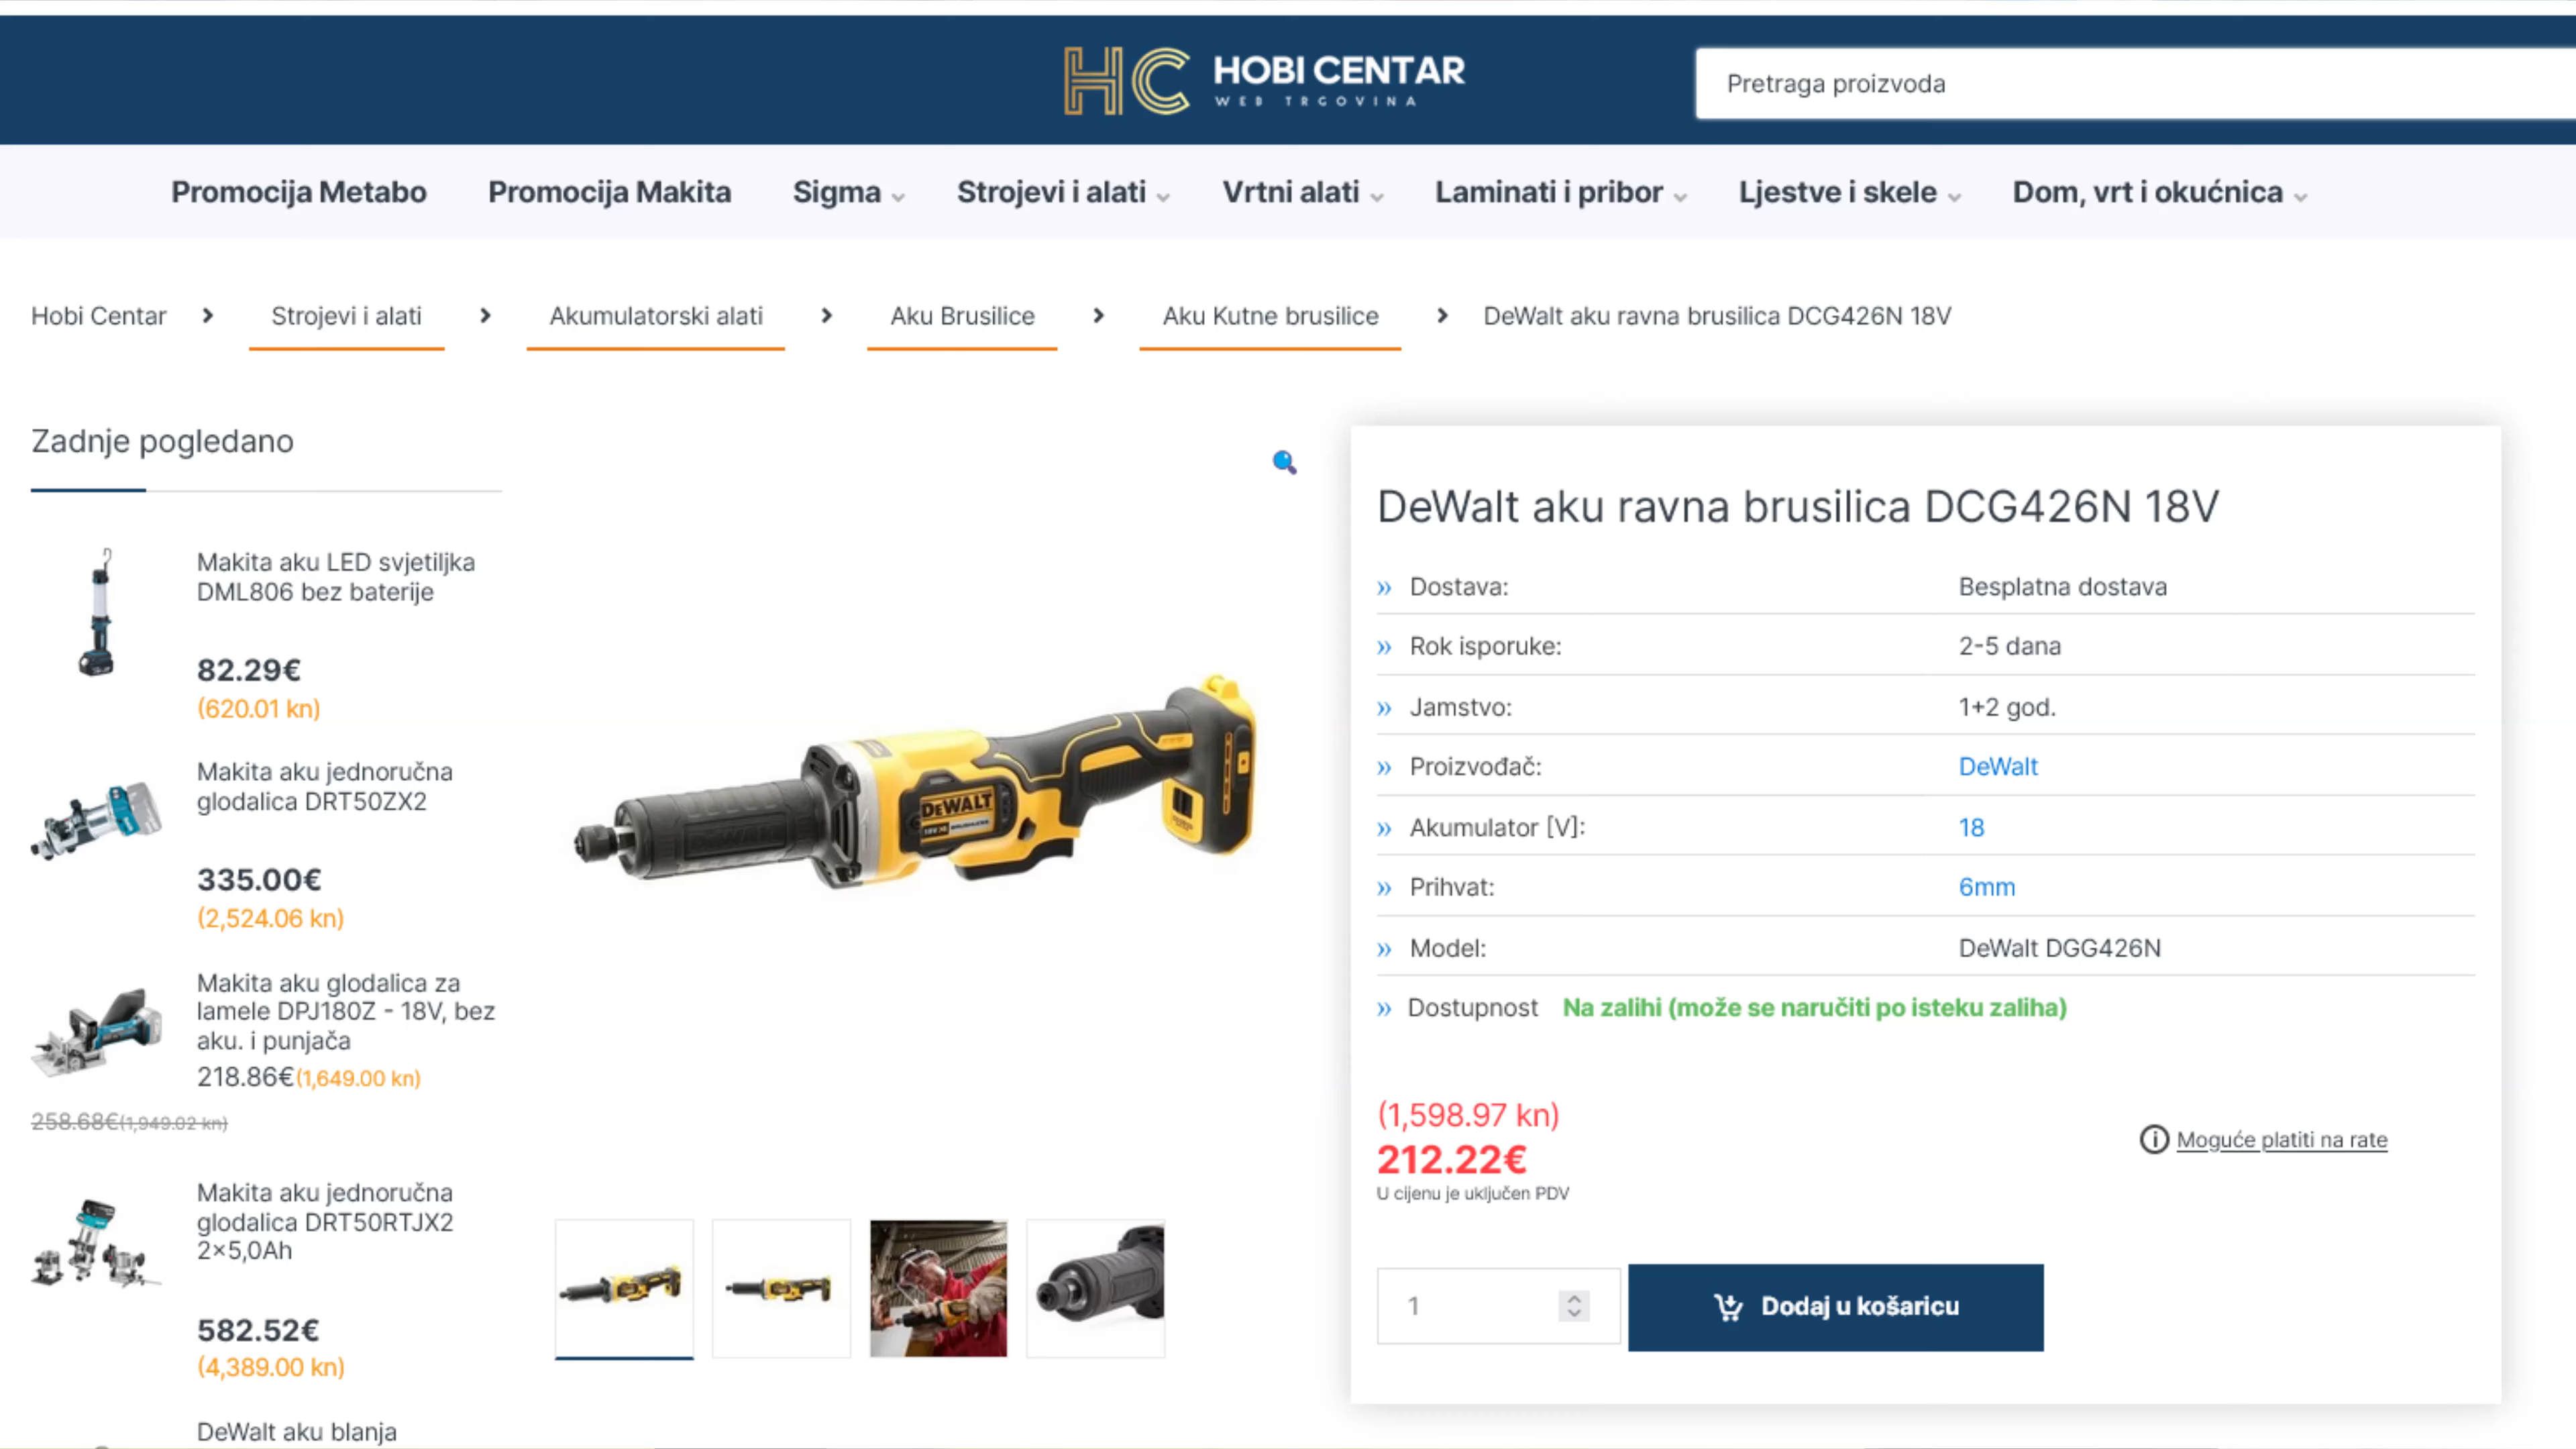 HC HOBI CENTAR
WEB TRGOVINA
Pretraga proizvoda
Promocija Metabo
Promocija Makita
Sigma
Strojevi i alati
Vrtni alati
Laminati i pribor
Ljestve i skele
Dom, vrt i okućnica
Hobi Centar
Strojevi i alati
Akumulatorski alati
Aku Brusilice
Aku Kutne brusilice
DeWalt aku ravna brusilica DCG426N 18V
Zadnje pogledano
Makita aku LED svjetiljka
DML806 bez baterije
82.29€
(620.01 kn)
Makita aku jednoručna
glodalica DRT50ZX2
335.00€
(2,524.06 kn)
Makita aku glodalica za
lamele DPJ180Z - 18V, bez
aku. i punjača
218.86€(1,649.00 kn)
258.68€(1,949.02 kn)
Makita aku jednoručna
glodalica DRT50RTJX2
2×5,0Ah
582.52€
(4,389.00 kn)
DeWalt aku blanja
DEWALT
DeWalt aku ravna brusilica DCG426N 18V
» Dostava: Besplatna dostava
» Rok isporuke: 2-5 dana
» Jamstvo: 1+2 god.
» Proizvođač: DeWalt
» Akumulator [V]: 18
» Prihvat: 6mm
» Model: DeWalt DGG426N
» Dostupnost Na zalihi (može se naručiti po isteku zaliha)
(1,598.97 kn)
212.22€
U cijenu je uključen PDV
Moguće platiti na rate
1
Dodaj u košaricu